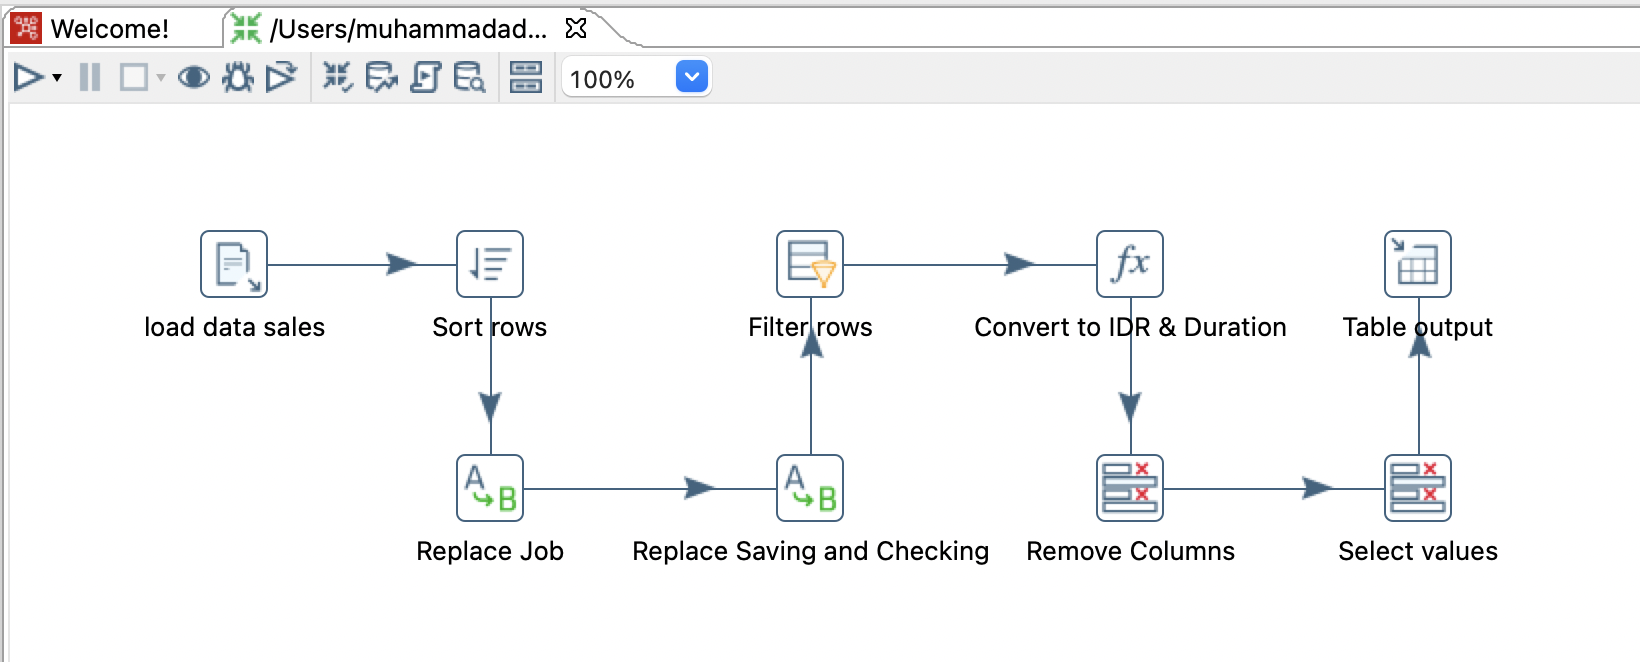 Welcome!
/Users/muhammadad...
100%
load data sales
Sort rows
Filter rows
Convert to IDR & Duration
Table output
Replace Job
Replace Saving and Checking
Remove Columns
Select values